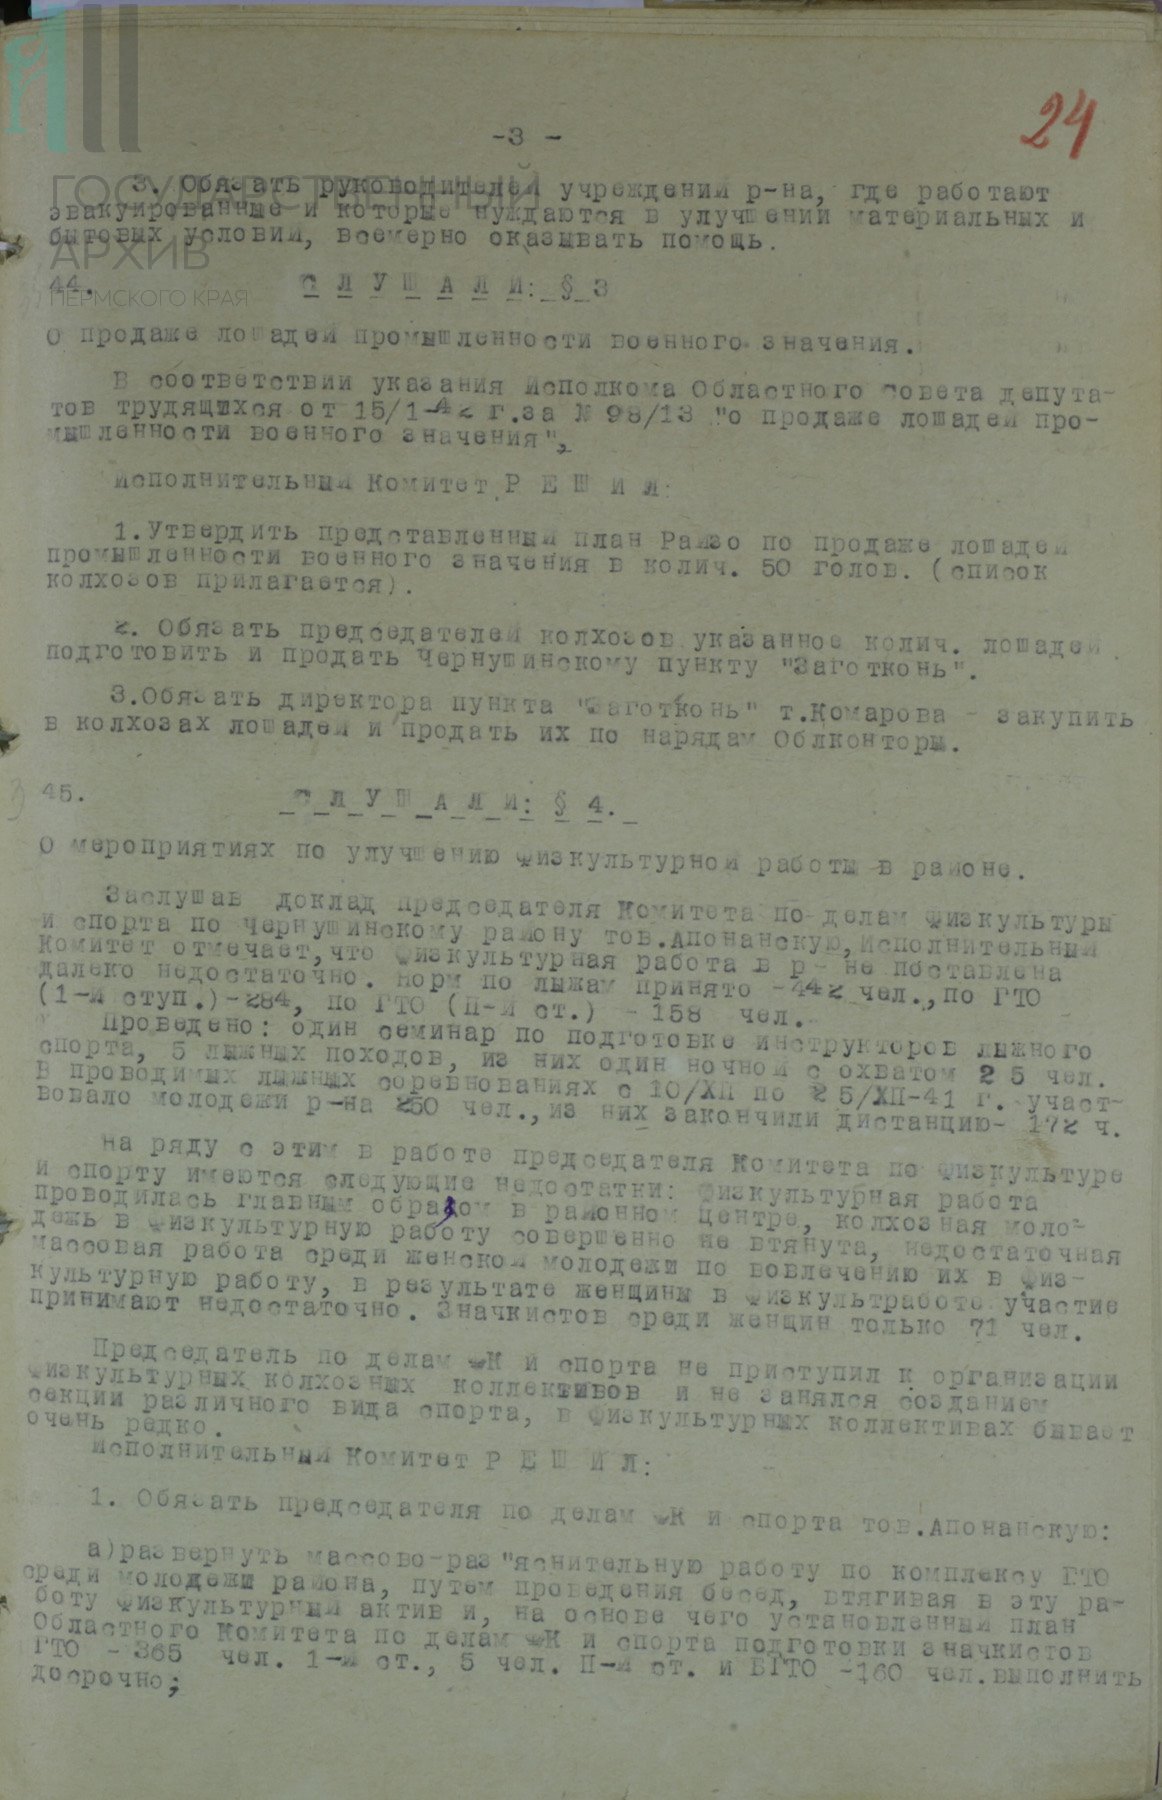 24
-3 -
3. Обязать руководителей учреждений р-на, где работают
эвакуированные и которые нуждаются в улучшении материальных и
бытовых условий, всемерно оказывать помощь.
ГОСУДАРСТВЕННЫЙ
АРХИВ
ПЕРМСКОГО КРАЯ
44. С Л У Ш А Л И: § 3
О продаже лошадей промышленности военного значения.
В соответствии указания Исполкома Областного совета депута-
тов трудящихся от 15/1-42 г.за № 98/13 "о продаже лошадей про-
мышленности военного значения",
Исполнительный Комитет Р Е Ш И Л:
1.Утвердить представленный план Райзо по продаже лошадей
промышленности военного значения в колич. 50 голов. (список
колхозов прилагается).
2. Обязать председателей колхозов указанное колич. лошадей
подготовить и продать Чернушинскому пункту "Заготконь".
3.Обязать директора пункта "Заготконь" т.Комарова - закупить
в колхозах лошадей и продать их по нарядам Облконторы.
45. С Л У Ш А Л И: § 4.
О мероприятиях по улучшению физкультурной работы в районе.
Заслушав доклад председателя Комитета по делам физкультуры
и спорта по Чернушинскому району тов.Апонанскую, Исполнительный
Комитет отмечает,что физкультурная работа в р-не поставлена
далеко недостаточно. Норм по лыжам принято -442 чел.,по ГТО
(1-й ступ.)-284, по ГТО (П-й ст.) - 158 чел.
Проведено: один семинар по подготовке инструкторов лыжного
спорта, 5 лыжных походов, из них один ночной с охватом 2 5 чел.
В проводимых лыжных соревнованиях с 10/ХП по 25/ХП-41 г. участ-
вовало молодежи р-на 250 чел.,из них закончили дистанцию- 172 ч.
На ряду с этим в работе председателя Комитета по физкультуре
и спорту имеются следующие недостатки: физкультурная работа
проводилась главным образом в районном центре, колхозная моло-
дежь в физкультурную работу совершенно не втянута, недостаточная
массовая работа среди женской молодежи по вовлечению их в физ-
культурную работу, в результате женщины в физкультработе участие
принимают недостаточно. Значкистов среди женщин только 71 чел.
Председатель по делам ФК и спорта не приступил к организации
физкультурных колхозных коллективов и не занялся созданием
секции различного вида спорта, в физкультурных коллективах бывает
очень редко.
Исполнительный Комитет Р Е Ш И Л:
1. Обязать председателя по делам ФК и спорта тов.Апонанскую:
а)развернуть массово-раз"яснительную работу по комплексу ГТО
среди молодежи района, путем проведения бесед, втягивая в эту ра-
боту физкультурный актив и, на основе чего установленный план
Областного Комитета по делам ФК и спорта подготовки значкистов
ГТО - 365 чел. 1-й ст., 5 чел. П-й ст. и БГТО -160 чел.выполнить
досрочно;